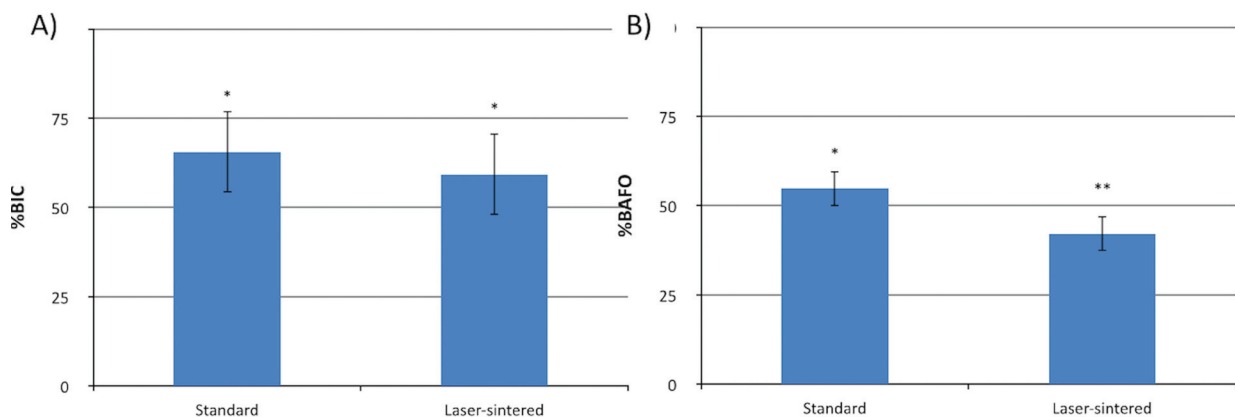 A)
%BIC
75
50
25
0
*
*
Standard
Laser-sintered
B)
%BAFO
)
75
50
25
0
*
**
Standard
Laser-sintered